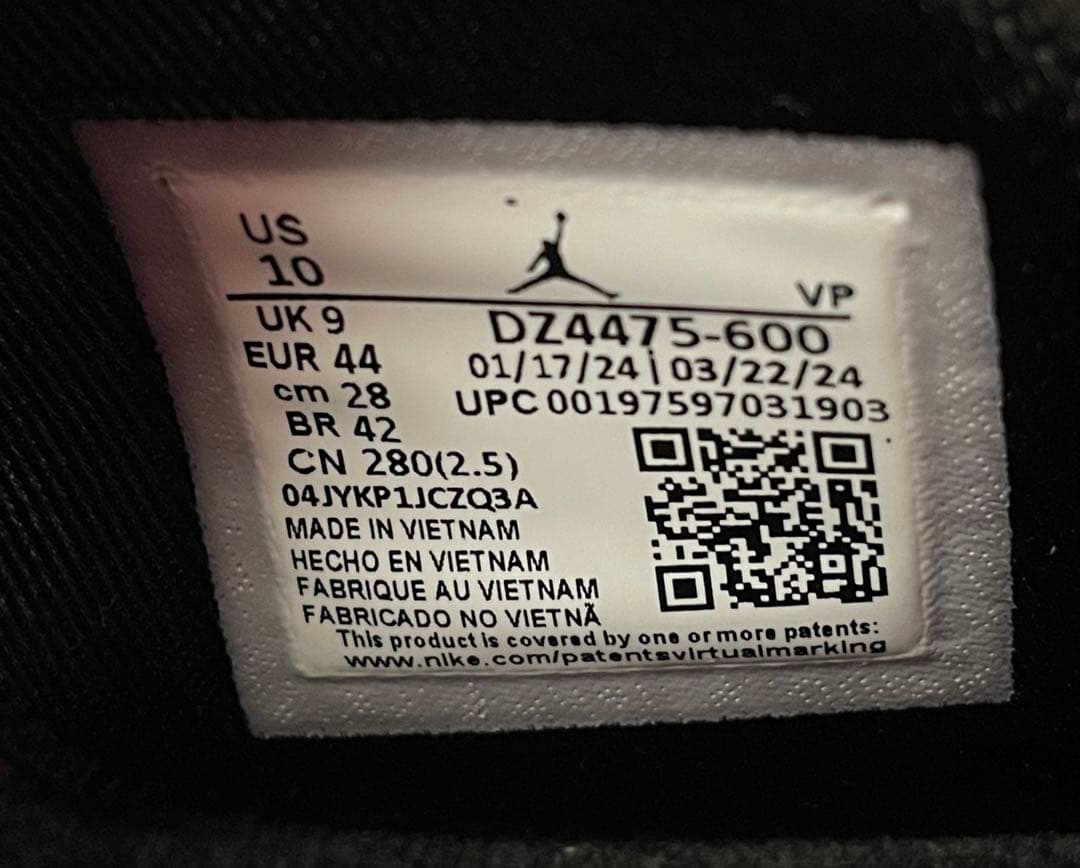 US
10
VP
UK 9
EUR 44
cm 28
BR 42
CN 280(2.5)
DZ4475-600
01/17/24 | 03/22/24
UPC 00197597031903
04JYKP1JCZQ3A
MADE IN VIETNAM
HECHO EN VIETNAM
FABRIQUE AU VIETNAM
FABRICADO NO VIETNÃ
This product is covered by one or more patents:
www.nike.com/patentsvirtualmarking